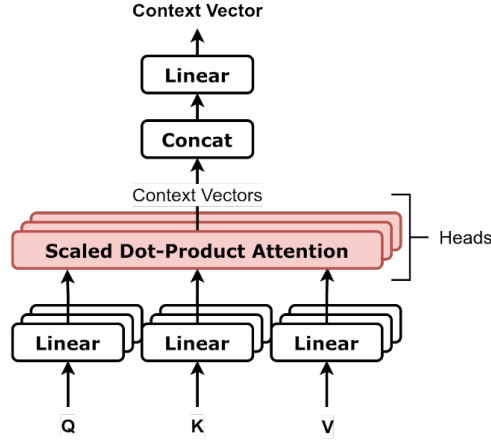 Context Vector
Linear
Concat
Context Vectors
Scaled Dot-Product Attention
Heads
Linear Linear Linear
Q K V